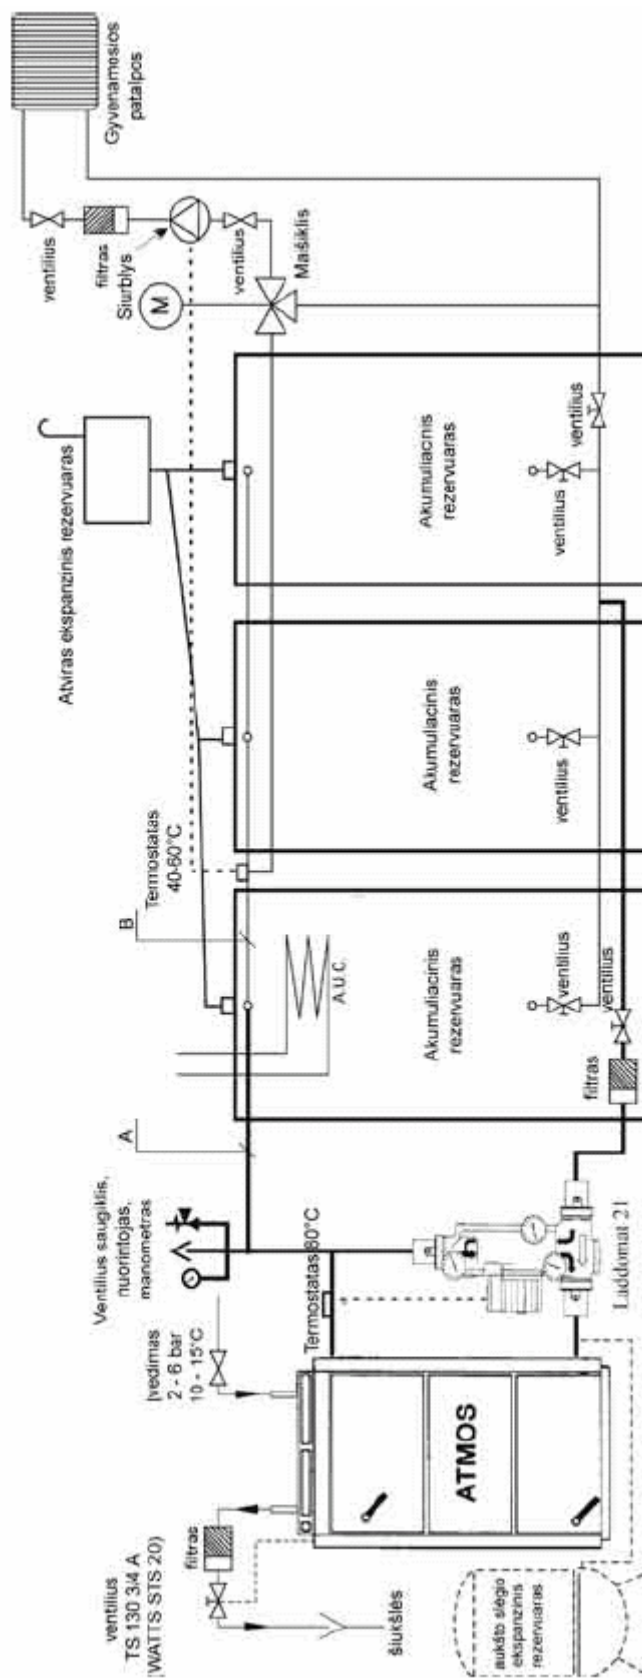 ventilius
TS 130 3/4 A
(WATTS STS 20)
filtras
šiukšlės
aukšto slėgio
ekspanzinis
rezervuaras
Įvedimas
2 - 6 bar
10 - 15°C
ATMOS
Ventilius saugiklis,
nuorintojas,
manometras
Termostatas 80°C
Laddomat 21
A
B
A.U.C.
Akumuliacinis
rezervuaras
ventilius
filtras
ventilius
Termostatas
40-60°C
Akumuliacinis
rezervuaras
ventilius
Atviras ekspanzinis rezervuaras
Akumuliacinis
rezervuaras
ventilius
ventilius
M
Maišiklis
ventilius
Siurblys
filtras
ventilius
Gyvenamosios
patalpos